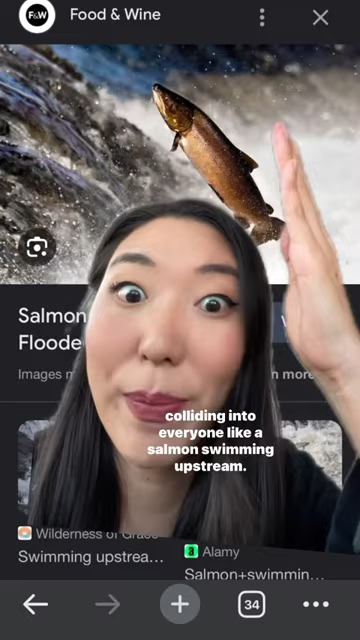 F&W
Food & Wine
Salmon
Floode
Images m
n more
colliding into
everyone like a
salmon swimming
upstream.
Wilderness of Grass
Swimming upstrea...
a Alamy
Salmon+swimmin...
34